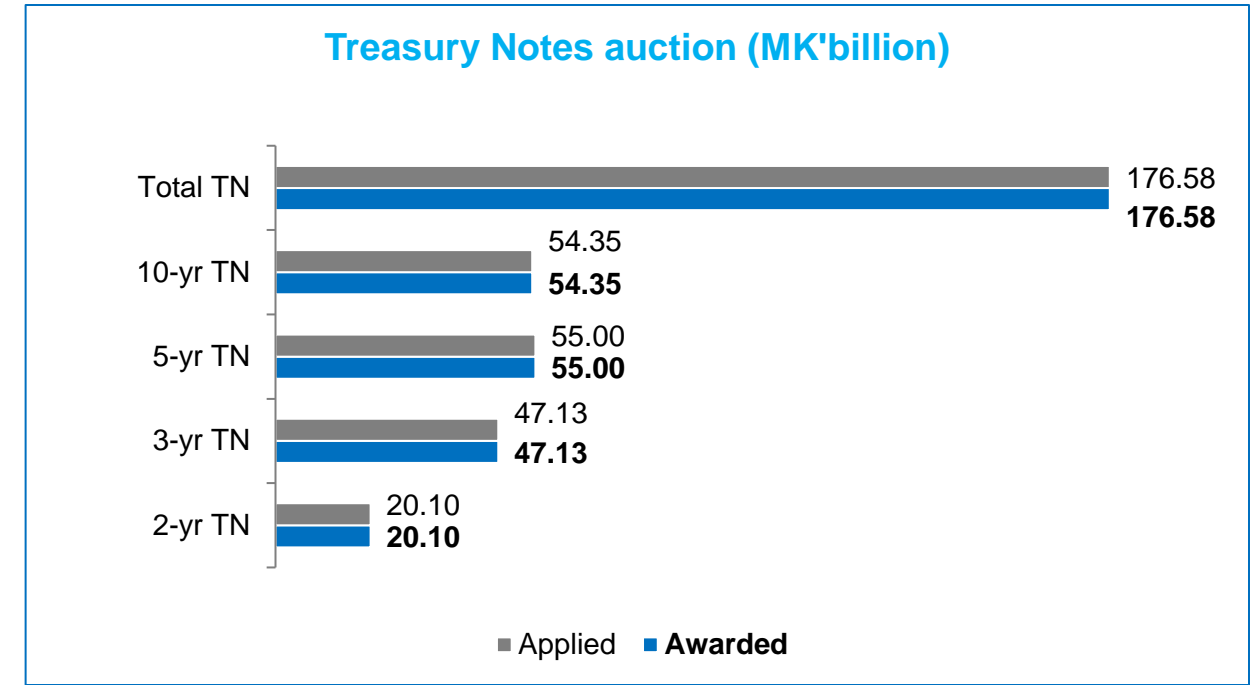 Treasury Notes auction (MK'billion)
Total TN
176.58
176.58
10-yr TN
54.35
54.35
5-yr TN
55.00
55.00
3-yr TN
47.13
47.13
2-yr TN
20.10
20.10
Applied Awarded